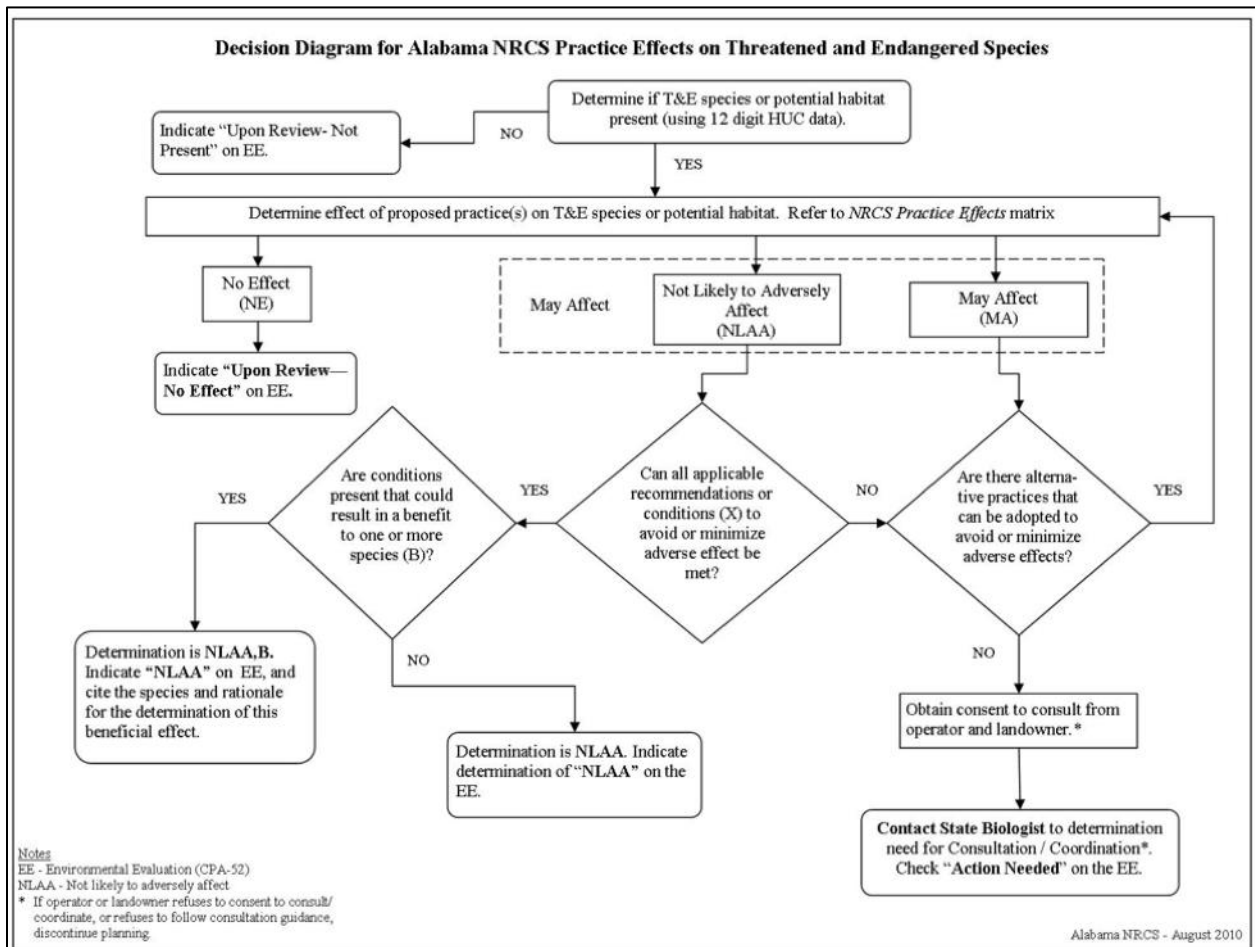 Decision Diagram for Alabama NRCS Practice Effects on Threatened and Endangered Species
Determine if T&E species or potential habitat
present (using 12 digit HUC data).
NO
Indicate “Upon Review- Not
Present” on EE.
YES
Determine effect of proposed practice(s) on T&E species or potential habitat.  Refer to NRCS Practice Effects matrix
No Effect
(NE)
May Affect
Not Likely to Adversely
Affect
(NLAA)
May Affect
(MA)
Indicate “Upon Review—
No Effect” on EE.
Are conditions
present that could
result in a benefit
to one or more
species (B)?
YES
YES
Can all applicable
recommendations or
conditions (X) to
avoid or minimize
adverse effect be
met?
NO
Are there alterna-
tive practices that
can be adopted to
avoid or minimize
adverse effects?
YES
Determination is NLAA,B.
Indicate “NLAA” on EE, and
cite the species and rationale
for the determination of this
beneficial effect.
NO
Determination is NLAA. Indicate
determination of “NLAA” on the
EE.
NO
Obtain consent to consult from
operator and landowner.*
Contact State Biologist to determination
need for Consultation / Coordination*.
Check “Action Needed” on the EE.
Notes
EE - Environmental Evaluation (CPA-52)
NLAA - Not likely to adversely affect
* If operator or landowner refuses to consent to consult/
coordinate, or refuses to follow consultation guidance,
discontinue planning.
Alabama NRCS - August 2010